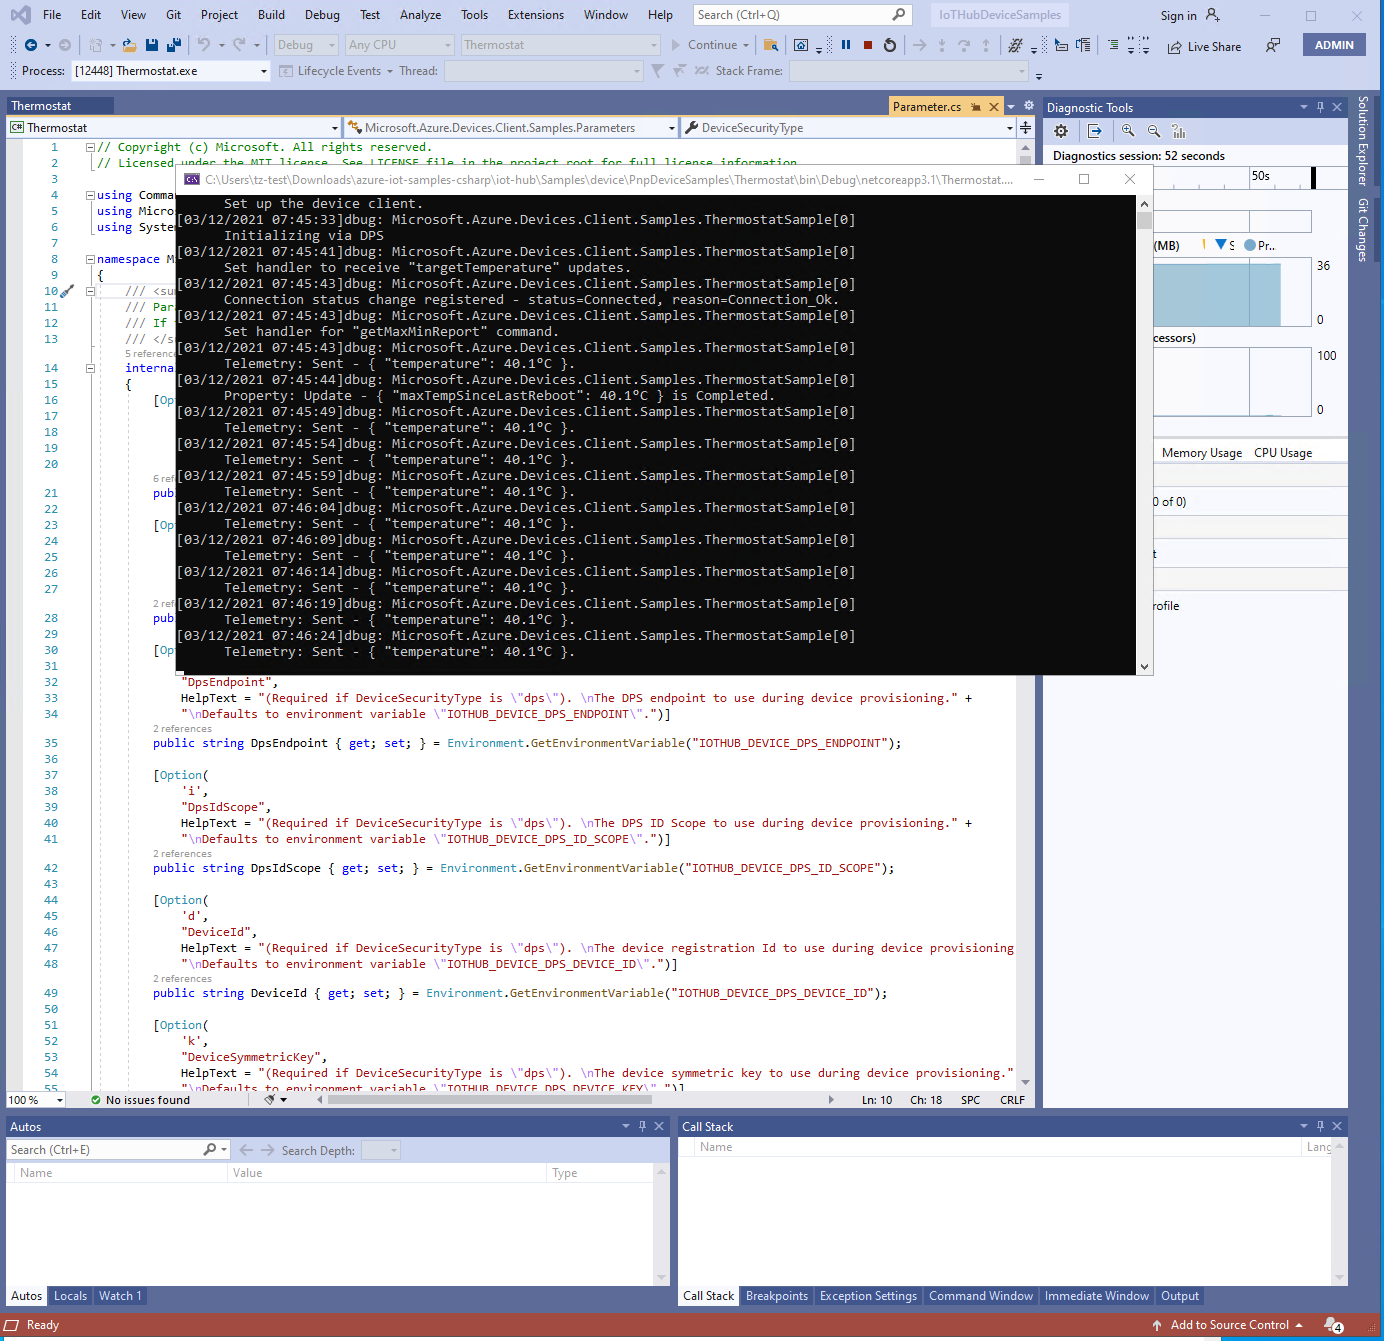 File Edit View Git Project Build Debug Test Analyze Tools Extensions Window Help Search (Ctrl+Q) IoTHubDeviceSamples Sign in
Debug Any CPU Thermostat Continue Live Share ADMIN
Process: [12448] Thermostat.exe Lifecycle Events Thread: Stack Frame:
Thermostat Parameter.cs
C# Thermostat Microsoft.Azure.Devices.Client.Samples.Parameters DeviceSecurityType
1 // Copyright (c) Microsoft. All rights reserved.
2 // Licensed under the MIT license. See LICENSE file in the project root for full license information.
3
4 using Comma
5 using Micro
6 using Syste
7
8 namespace M
9 {
10 /// <su
11 /// Par
12 /// If
13 /// </s
5 reference
14 interna
15 {
16 [Op
17
18
19
20
6 ref
21 pub
22
23 [Op
24
25
26
27
2 ref
28 pub
29
30 [Op
31
32 "DpsEndpoint",
33 HelpText = "(Required if DeviceSecurityType is \"dps\"). \nThe DPS endpoint to use during device provisioning." +
34 "\nDefaults to environment variable \"IOTHUB_DEVICE_DPS_ENDPOINT\".")]
2 references
35 public string DpsEndpoint { get; set; } = Environment.GetEnvironmentVariable("IOTHUB_DEVICE_DPS_ENDPOINT");
36
37 [Option(
38 'i',
39 "DpsIdScope",
40 HelpText = "(Required if DeviceSecurityType is \"dps\"). \nThe DPS ID Scope to use during device provisioning." +
41 "\nDefaults to environment variable \"IOTHUB_DEVICE_DPS_ID_SCOPE\".")]
2 references
42 public string DpsIdScope { get; set; } = Environment.GetEnvironmentVariable("IOTHUB_DEVICE_DPS_ID_SCOPE");
43
44 [Option(
45 'd',
46 "DeviceId",
47 HelpText = "(Required if DeviceSecurityType is \"dps\"). \nThe device registration Id to use during device provisioning
48 "\nDefaults to environment variable \"IOTHUB_DEVICE_DPS_DEVICE_ID\".")]
2 references
49 public string DeviceId { get; set; } = Environment.GetEnvironmentVariable("IOTHUB_DEVICE_DPS_DEVICE_ID");
50
51 [Option(
52 'k',
53 "DeviceSymmetricKey",
54 HelpText = "(Required if DeviceSecurityType is \"dps\"). \nThe device symmetric key to use during device provisioning."
55 "\nDefaults to environment variable \"IOTHUB_DEVICE_DPS_DEVICE_KEY\".")]
100 % No issues found Ln: 10 Ch: 18 SPC CRLF
C:\Users\tz-test\Downloads\azure-iot-samples-csharp\iot-hub\Samples\device\PnpDeviceSamples\Thermostat\bin\Debug\netcoreapp3.1\Thermostat....
Set up the device client.
[03/12/2021 07:45:33]dbug: Microsoft.Azure.Devices.Client.Samples.ThermostatSample[0]
Initializing via DPS
[03/12/2021 07:45:41]dbug: Microsoft.Azure.Devices.Client.Samples.ThermostatSample[0]
Set handler to receive "targetTemperature" updates.
[03/12/2021 07:45:43]dbug: Microsoft.Azure.Devices.Client.Samples.ThermostatSample[0]
Connection status change registered - status=Connected, reason=Connection_Ok.
[03/12/2021 07:45:43]dbug: Microsoft.Azure.Devices.Client.Samples.ThermostatSample[0]
Set handler for "getMaxMinReport" command.
[03/12/2021 07:45:43]dbug: Microsoft.Azure.Devices.Client.Samples.ThermostatSample[0]
Telemetry: Sent - { "temperature": 40.1°C }.
[03/12/2021 07:45:44]dbug: Microsoft.Azure.Devices.Client.Samples.ThermostatSample[0]
Property: Update - { "maxTempSinceLastReboot": 40.1°C } is Completed.
[03/12/2021 07:45:49]dbug: Microsoft.Azure.Devices.Client.Samples.ThermostatSample[0]
Telemetry: Sent - { "temperature": 40.1°C }.
[03/12/2021 07:45:54]dbug: Microsoft.Azure.Devices.Client.Samples.ThermostatSample[0]
Telemetry: Sent - { "temperature": 40.1°C }.
[03/12/2021 07:45:59]dbug: Microsoft.Azure.Devices.Client.Samples.ThermostatSample[0]
Telemetry: Sent - { "temperature": 40.1°C }.
[03/12/2021 07:46:04]dbug: Microsoft.Azure.Devices.Client.Samples.ThermostatSample[0]
Telemetry: Sent - { "temperature": 40.1°C }.
[03/12/2021 07:46:09]dbug: Microsoft.Azure.Devices.Client.Samples.ThermostatSample[0]
Telemetry: Sent - { "temperature": 40.1°C }.
[03/12/2021 07:46:14]dbug: Microsoft.Azure.Devices.Client.Samples.ThermostatSample[0]
Telemetry: Sent - { "temperature": 40.1°C }.
[03/12/2021 07:46:19]dbug: Microsoft.Azure.Devices.Client.Samples.ThermostatSample[0]
Telemetry: Sent - { "temperature": 40.1°C }.
[03/12/2021 07:46:24]dbug: Microsoft.Azure.Devices.Client.Samples.ThermostatSample[0]
Telemetry: Sent - { "temperature": 40.1°C }.
Diagnostic Tools
Diagnostics session: 52 seconds
50s
(MB) S Pr...
36
0
cessors)
100
0
Memory Usage CPU Usage
0 of 0)
t
rofile
Solution Explorer
Git Changes
Autos
Search (Ctrl+E) Search Depth:
Name Value Type
Autos Locals Watch 1
Call Stack
Name Lang
Call Stack Breakpoints Exception Settings Command Window Immediate Window Output
Ready Add to Source Control 4